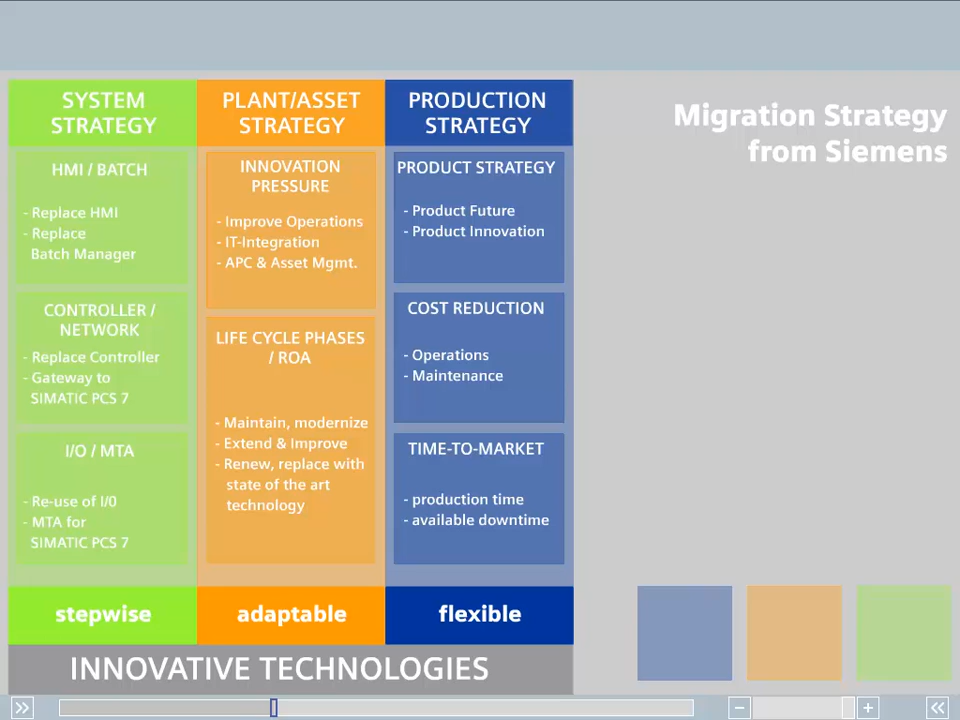 SYSTEM
STRATEGY
HMI / BATCH
- Replace HMI
- Replace
Batch Manager
CONTROLLER /
NETWORK
- Replace Controller
- Gateway to
SIMATIC PCS 7
I/O / MTA
- Re-use of I/0
- MTA for
SIMATIC PCS 7
stepwise
PLANT/ASSET
STRATEGY
INNOVATION
PRESSURE
- Improve Operations
- IT-Integration
- APC & Asset Mgmt.
LIFE CYCLE PHASES
/ ROA
- Maintain, modernize
- Extend & Improve
- Renew, replace with
state of the art
technology
adaptable
PRODUCTION
STRATEGY
PRODUCT STRATEGY
- Product Future
- Product Innovation
COST REDUCTION
- Operations
- Maintenance
TIME-TO-MARKET
- production time
- available downtime
flexible
INNOVATIVE TECHNOLOGIES
Migration Strategy
from Siemens